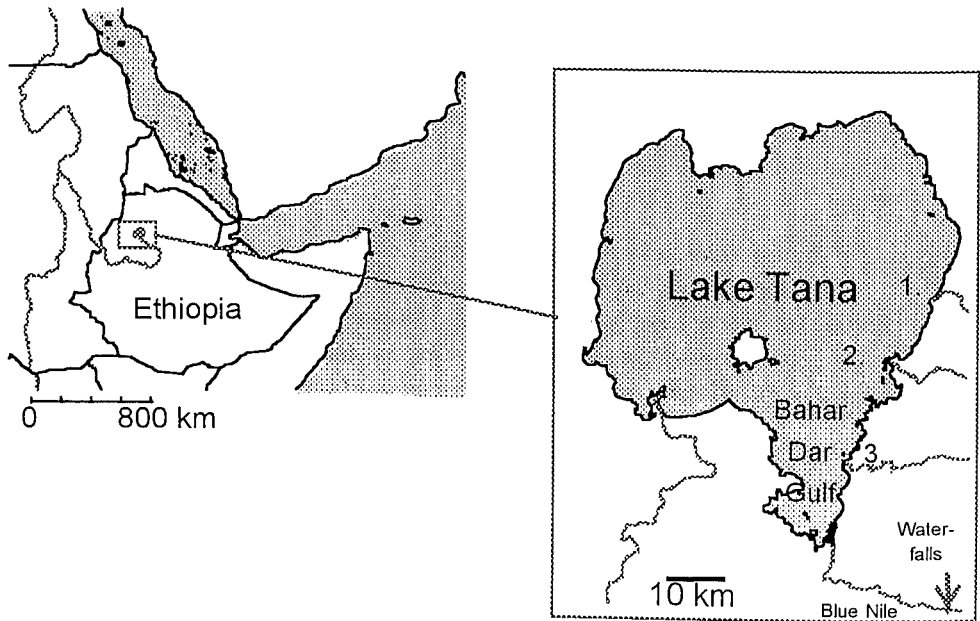 Ethiopia
0 800 km
Lake Tana
1
2
Bahar
Dar
Gulf
3
Water-
falls
10 km
Blue Nile